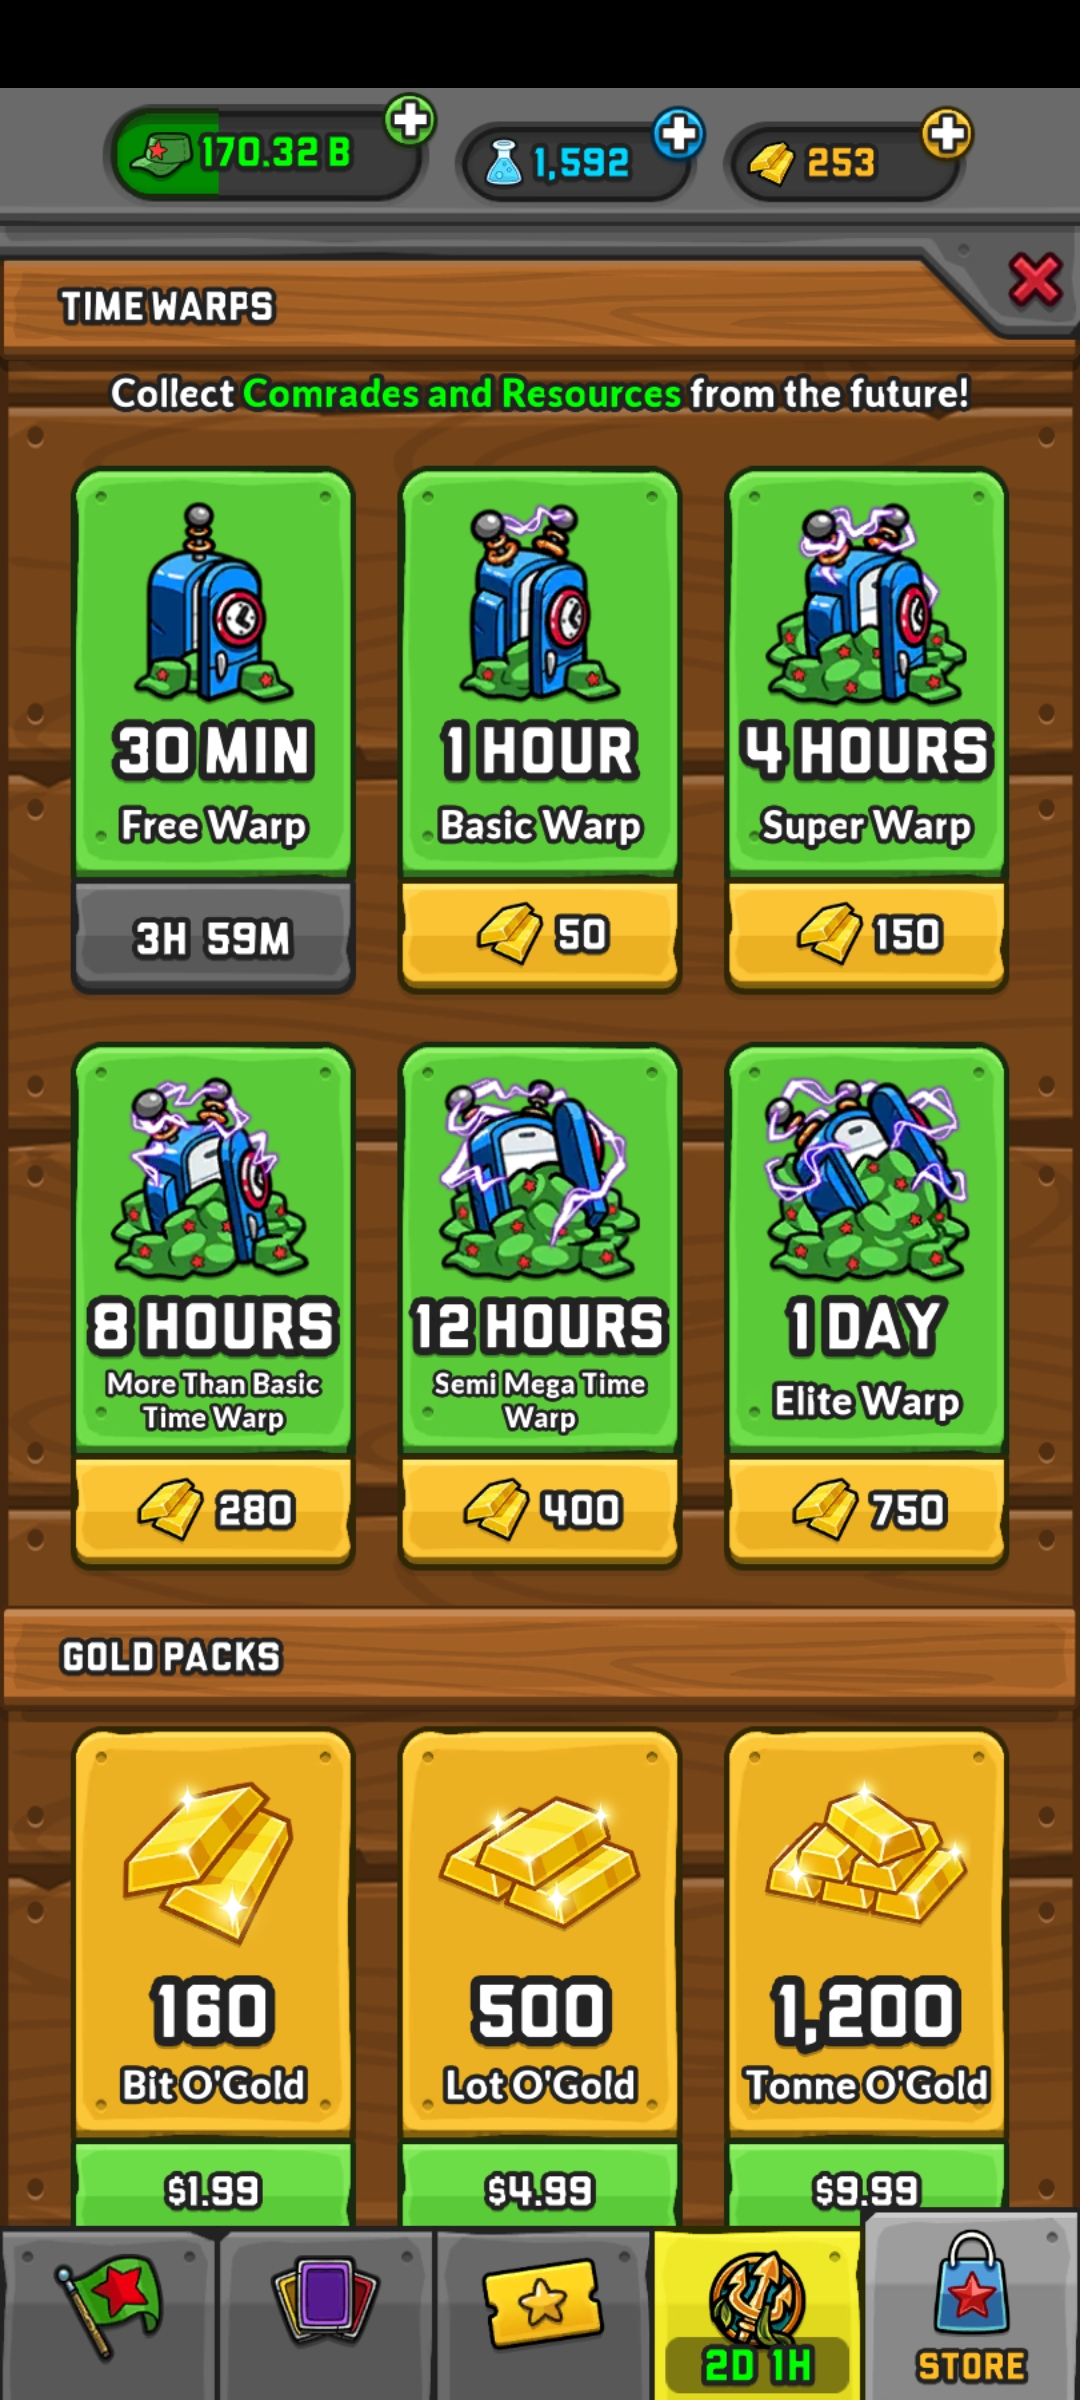 170.32 B
1,592
253
TIME WARPS
Collect Comrades and Resources from the future!
30 MIN
Free Warp
3H 59M
1 HOUR
Basic Warp
50
4 HOURS
Super Warp
150
8 HOURS
More Than Basic
Time Warp
280
12 HOURS
Semi Mega Time
Warp
400
1 DAY
Elite Warp
750
GOLD PACKS
160
Bit O'Gold
$1.99
500
Lot O'Gold
$4.99
1,200
Tonne O'Gold
$9.99
2D 1H
STORE